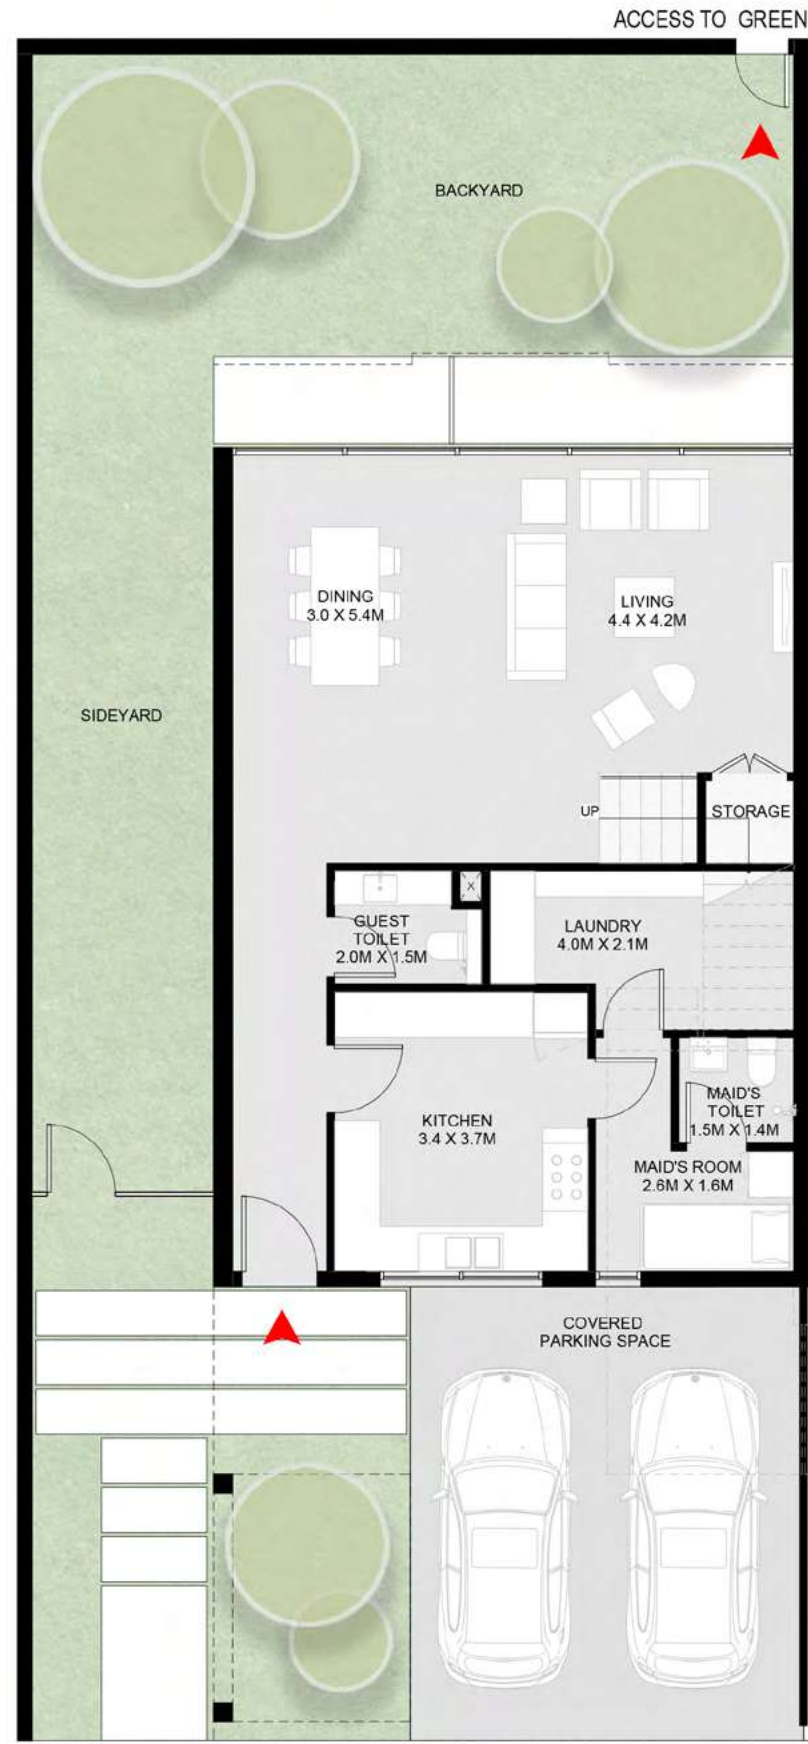 ACCESS TO GREEN
BACKYARD
DINING
3.0 X 5.4M
LIVING
4.4 X 4.2M
SIDEYARD
UP
STORAGE
X
GUEST
TOILET
2.0M X 1.5M
LAUNDRY
4.0M X 2.1M
KITCHEN
3.4 X 3.7M
MAID'S
TOILET
1.5M X 1.4M
MAID'S ROOM
2.6M X 1.6M
COVERED
PARKING SPACE